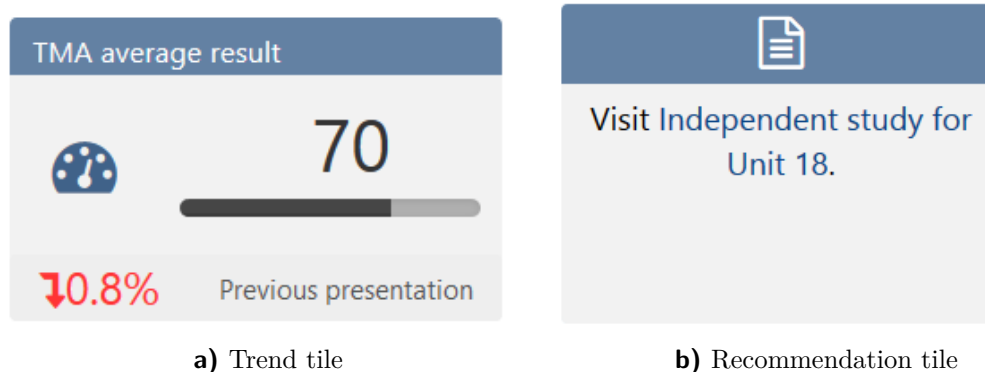 TMA average result
70
0.8%
Previous presentation
a) Trend tile
Visit Independent study for
Unit 18.
b) Recommendation tile